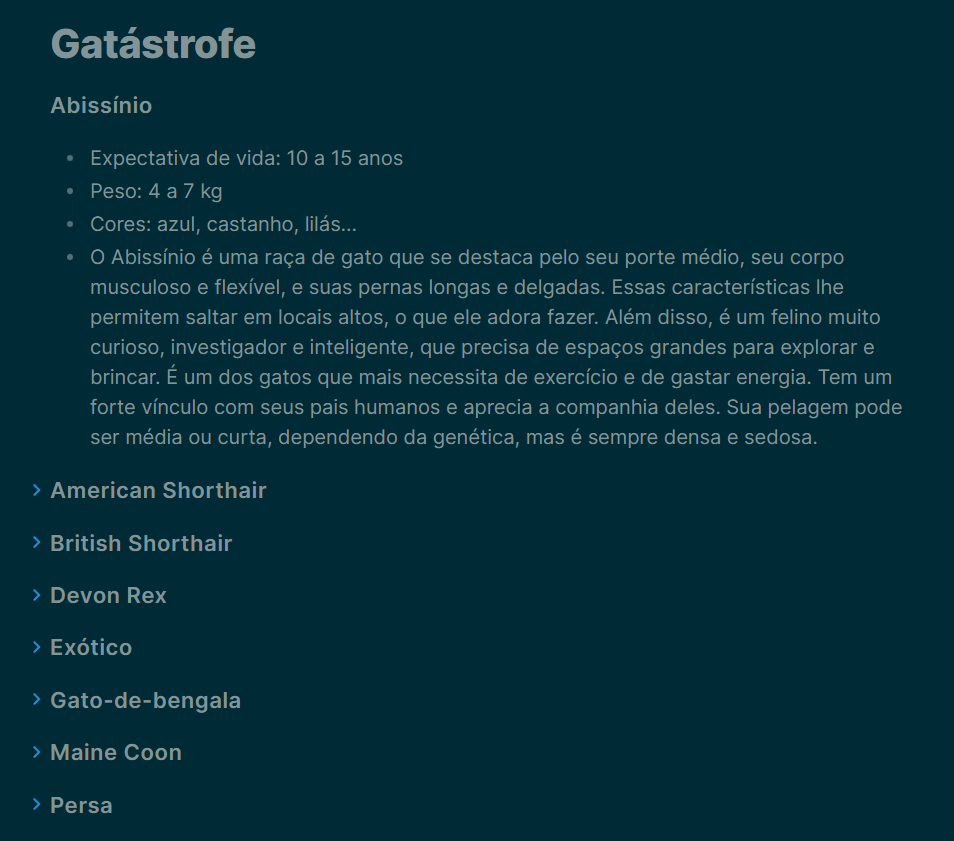 Gatástrofe
Abissínio
Expectativa de vida: 10 a 15 anos
Peso: 4 a 7 kg
Cores: azul, castanho, lilás...
O Abissínio é uma raça de gato que se destaca pelo seu porte médio, seu corpo
musculoso e flexível, e suas pernas longas e delgadas. Essas características lhe
permitem saltar em locais altos, o que ele adora fazer. Além disso, é um felino muito
curioso, investigador e inteligente, que precisa de espaços grandes para explorar e
brincar. É um dos gatos que mais necessita de exercício e de gastar energia. Tem um
forte vínculo com seus pais humanos e aprecia a companhia deles. Sua pelagem pode
ser média ou curta, dependendo da genética, mas é sempre densa e sedosa.
American Shorthair
British Shorthair
Devon Rex
Exótico
Gato-de-bengala
Maine Coon
Persa